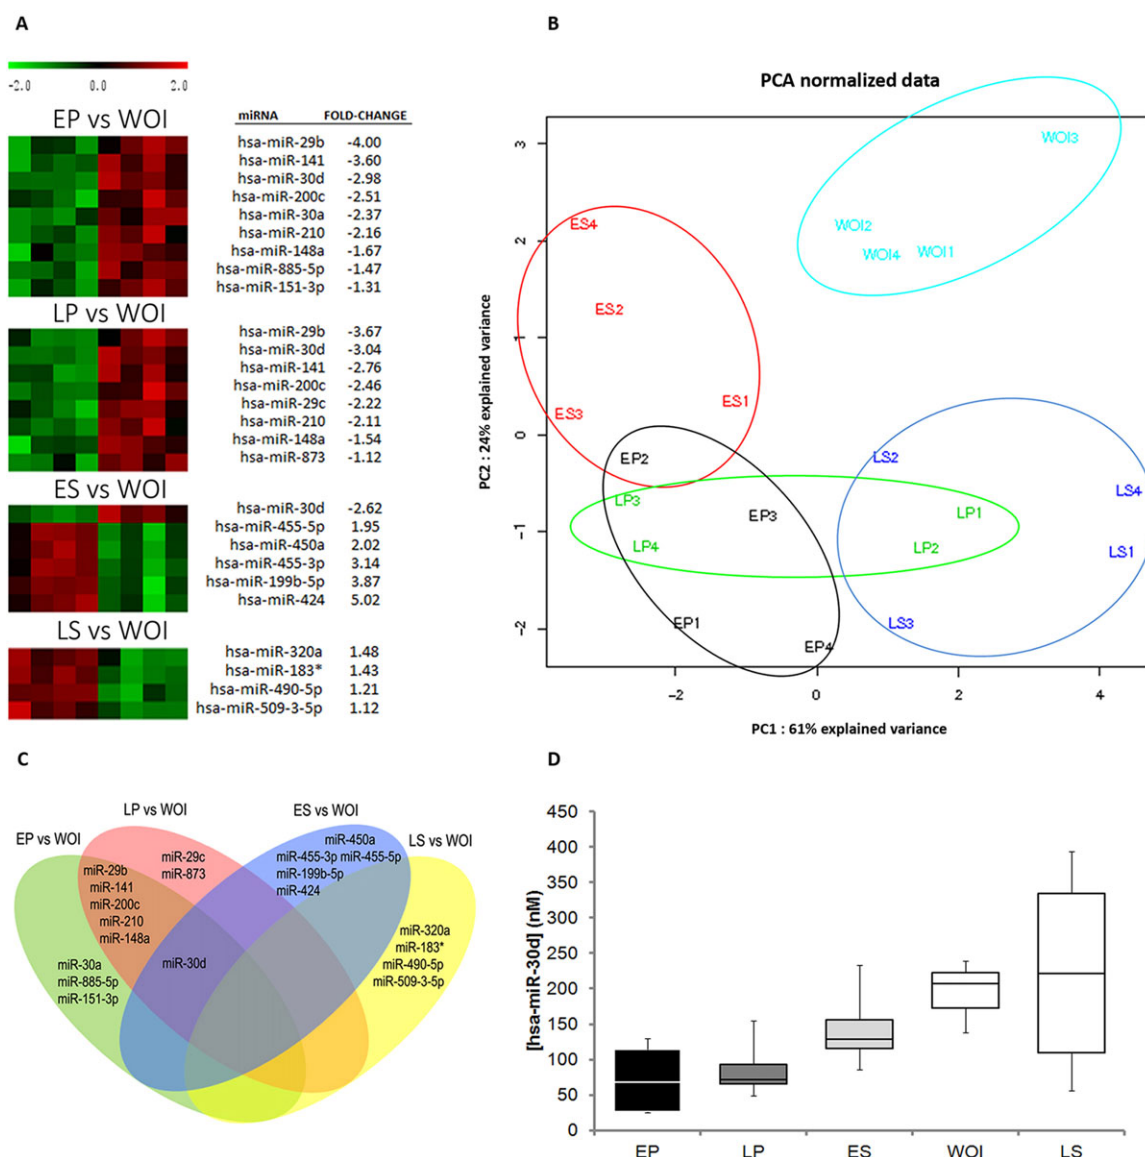 A
-2.0 0.0 2.0
EP vs WOI
miRNA FOLD-CHANGE
hsa-miR-29b -4.00
hsa-miR-141 -3.60
hsa-miR-30d -2.98
hsa-miR-200c -2.51
hsa-miR-30a -2.37
hsa-miR-210 -2.16
hsa-miR-148a -1.67
hsa-miR-885-5p -1.47
hsa-miR-151-3p -1.31
LP vs WOI
hsa-miR-29b -3.67
hsa-miR-30d -3.04
hsa-miR-141 -2.76
hsa-miR-200c -2.46
hsa-miR-29c -2.22
hsa-miR-210 -2.11
hsa-miR-148a -1.54
hsa-miR-873 -1.12
ES vs WOI
hsa-miR-30d -2.62
hsa-miR-455-5p 1.95
hsa-miR-450a 2.02
hsa-miR-455-3p 3.14
hsa-miR-199b-5p 3.87
hsa-miR-424 5.02
LS vs WOI
hsa-miR-320a 1.48
hsa-miR-183* 1.43
hsa-miR-490-5p 1.21
hsa-miR-509-3-5p 1.12
B
PCA normalized data
PC2 : 24% explained variance
3
2
1
0
-1
-2
WOI3
WOI2
WOI4 WOI1
ES4
ES2
ES3
ES1
EP2
LS2
LS4
LP3
EP3
LP1
LP4
LP2
LS1
EP1
LS3
EP4
-2 0 2 4
PC1 : 61% explained variance
C
LP vs WOI
ES vs WOI
EP vs WOI
LS vs WOI
miR-29c
miR-873
miR-29b
miR-141
miR-200c
miR-210
miR-148a
miR-450a
miR-455-3p miR-455-5p
miR-199b-5p
miR-424
miR-30d
miR-30a
miR-885-5p
miR-151-3p
miR-320a
miR-183*
miR-490-5p
miR-509-3-5p
D
[hsa-miR-30d] (nM)
450
400
350
300
250
200
150
100
50
0
EP LP ES WOI LS